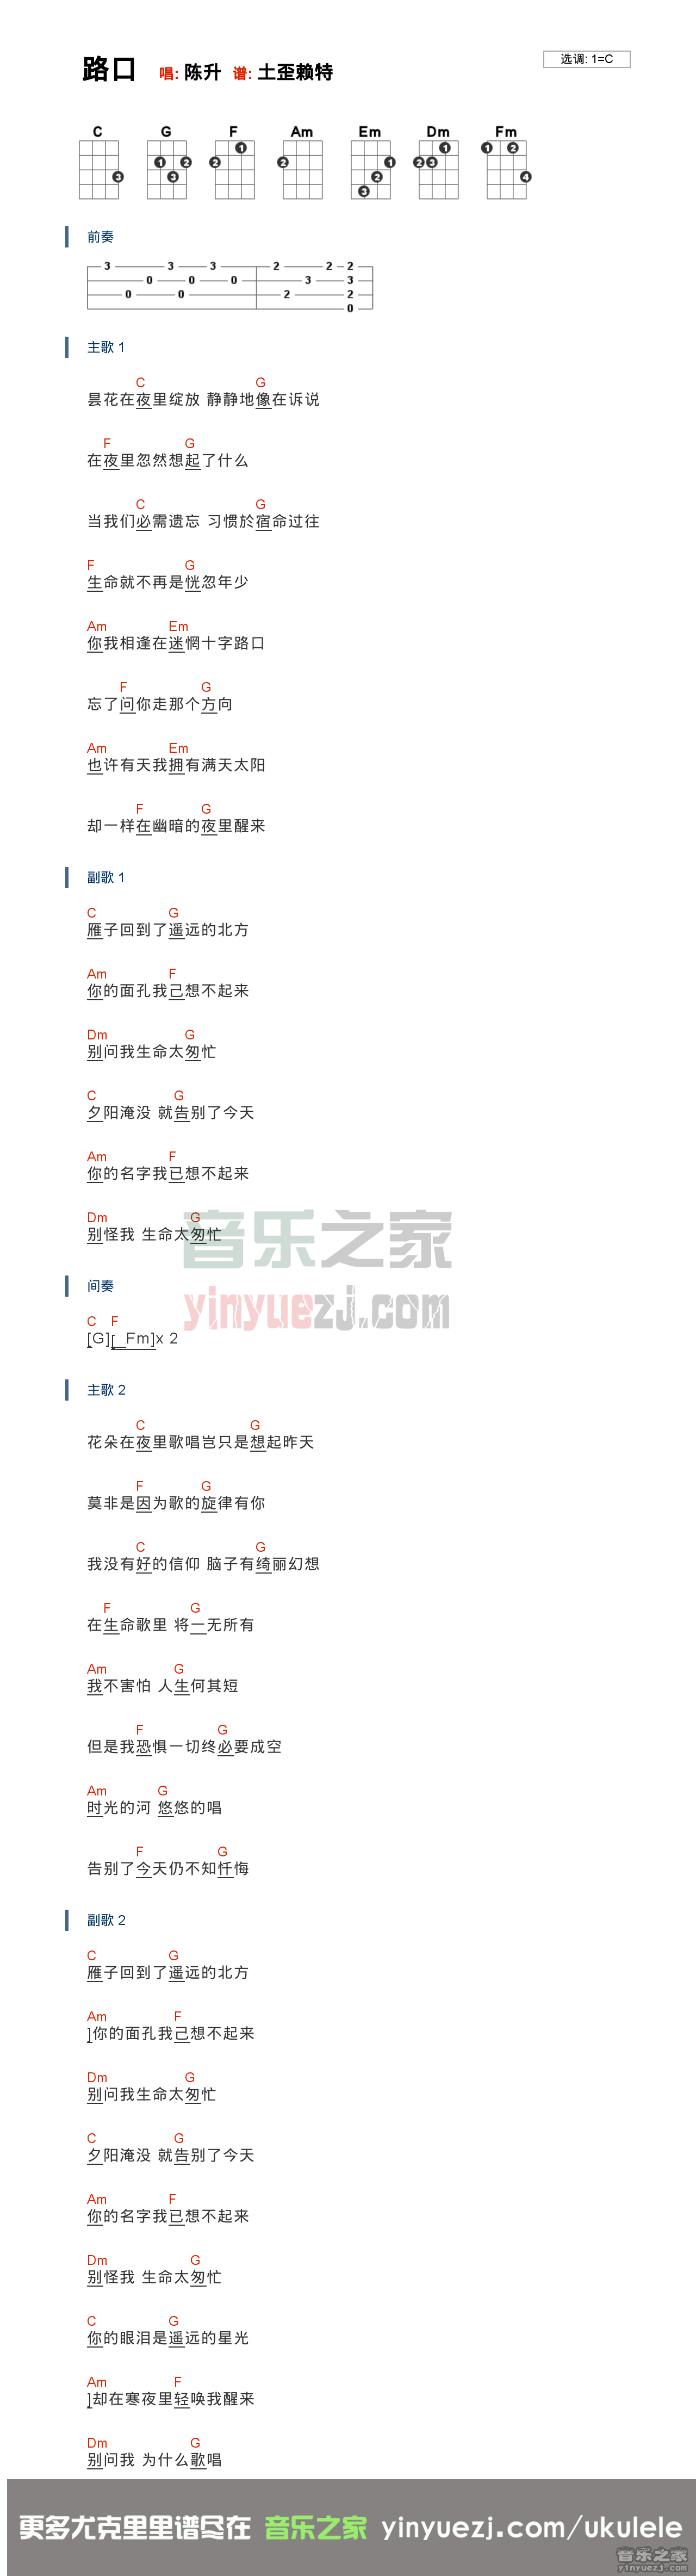 路口 唱: 陈升 谱: 土歪赖特
选调: 1=C
C G F Am Em Dm Fm
3 1 2 3 1 2 2 1 2 3 1 2 3 1 2 4
前奏
3 3 3 2 2 2
0 0 0 3 3
0 0 2 2
0
主歌 1
C G
昙花在夜里绽放 静静地像在诉说
F G
在夜里忽然想起了什么
C G
当我们必需遗忘 习惯於宿命过往
F G
生命就不再是恍忽年少
Am Em
你我相逢在迷惘十字路口
F G
忘了问你走那个方向
Am Em
也许有天我拥有满天太阳
F G
却一样在幽暗的夜里醒来
副歌 1
C G
雁子回到了遥远的北方
Am F
你的面孔我己想不起来
Dm G
别问我生命太匆忙
C G
夕阳淹没 就告别了今天
Am F
你的名字我已想不起来
Dm G
别怪我 生命太匆忙
间奏
C F
[G][ Fm]x 2
主歌 2
C G
花朵在夜里歌唱岂只是想起昨天
F G
莫非是因为歌的旋律有你
C G
我没有好的信仰 脑子有绮丽幻想
F G
在生命歌里 将一无所有
Am G
我不害怕 人生何其短
F G
但是我恐惧一切终必要成空
Am G
时光的河 悠悠的唱
F G
告别了今天仍不知忏悔
副歌 2
C G
雁子回到了遥远的北方
Am F
]你的面孔我己想不起来
Dm G
别问我生命太匆忙
C G
夕阳淹没 就告别了今天
Am F
你的名字我已想不起来
Dm G
别怪我 生命太匆忙
C G
你的眼泪是遥远的星光
Am F
]却在寒夜里轻唤我醒来
Dm G
别问我 为什么歌唱
音乐之家
yinyuezj.com
更多尤克里里谱尽在 音乐之家 yinyuezj.com/ukulele
音乐之家
yinyuezj.com